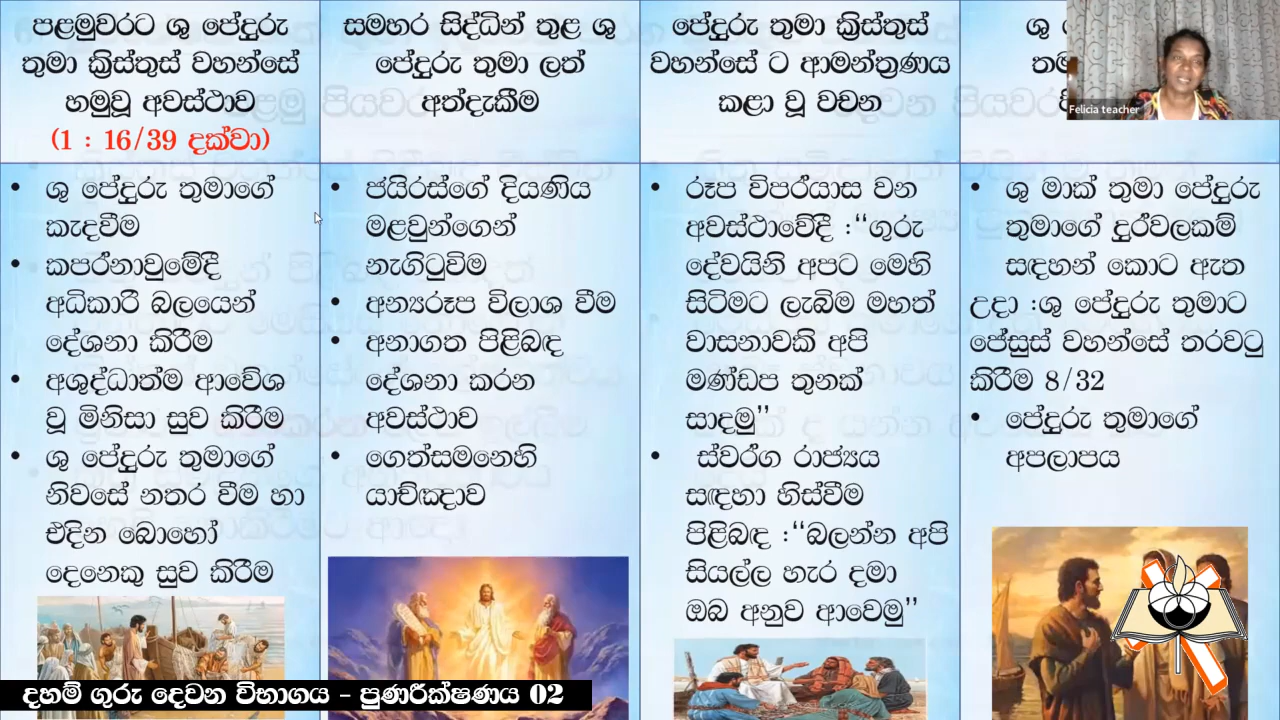 පළමුවරට ශු පේදුරු
තුමා ක්‍රිස්තුස් වහන්සේ
හමුවූ අවස්ථාව
(1 : 16/39 දක්වා)
• ශු පේදුරු තුමාගේ
කැදවීම
• කපර්නාවුමේදී
අධිකාරී බලයෙන්
දේශනා කිරීම
• අශුද්ධාත්ම ආවේශ
වූ මිනිසා සුව කිරීම
• ශු පේදුරු තුමාගේ
නිවසේ නතර වීම හා
එදින බොහෝ
දෙනෙකු සුව කිරීම
සමහර සිද්ධින් තුළ ශු
පේදුරු තුමා ලත්
අත්දැකීම
• ජයිරස්ගේ දියණිය
මළවුන්ගෙන්
නැගිටුවිම
• අන්‍යරූප විලාශ වීම
• අනාගත පිළිබඳ
දේශනා කරන
අවස්ථාව
• ගෙත්සමනෙහි
යාච්ඤාව
පේදුරු තුමා ක්‍රිස්තුස්
වහන්සේ ට ආමන්ත්‍රණය
කළා වූ වචන
• රූප විපර්යාස වන
අවස්ථාවේදී :“ගුරු
දේවයිනි අපට මෙහි
සිටිමට ලැබිම මහත්
වාසනාවකි අපි
මණ්ඩප තුනක්
සාදමු”
• ස්වර්ග රාජ්‍යය
සඳහා හිස්වීම
පිළිබඳ :“බලන්න අපි
සියල්ල හැර දමා
ඔබ අනුව ආවෙමු”
ශු
Felicia teacher
• ශු මාක් තුමා පේදුරු
තුමාගේ දුර්වලකම්
සඳහන් කොට ඇත
උදා :ශු පේදුරු තුමාට
ජේසුස් වහන්සේ තරවටු
කිරීම 8/32
• පේදුරු තුමාගේ
අපලාපය
දහම් ගුරු දෙවන විභාගය - පුණරීක්ෂණය 02